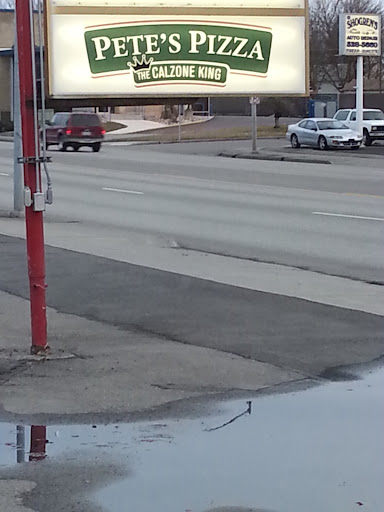 PETE'S PIZZA
THE CALZONE KING
SHOGREN'S
AUTO REPAIR